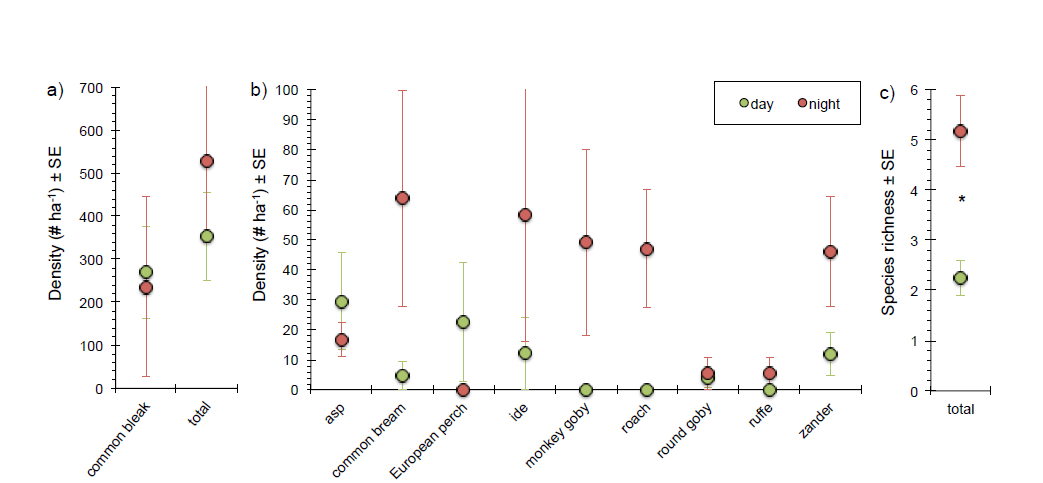 a)
Density (# ha-1) ± SE
700
600
500
400
300
200
100
0
common bleak
total
b)
Density (# ha-1) ± SE
100
90
80
70
60
50
40
30
20
10
0
asp
common bream
European perch
ide
monkey goby
roach
round goby
ruffe
zander
day
night
c)
Species richness ± SE
6
5
4
3
2
1
0
*
total